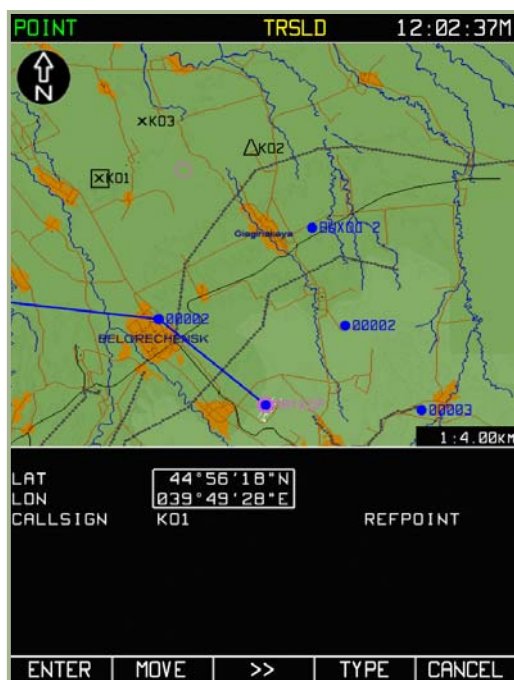 POINT TRSLD 12:02:37M
N
×K03
K02
×K01
Giaginskaya
00002
BELORECHENSK
00002
00003
1:4.00KM
LAT 44°56'18"N
LON 039°49'28"E
CALLSIGN K01 REFPOINT
ENTER MOVE >> TYPE CANCEL